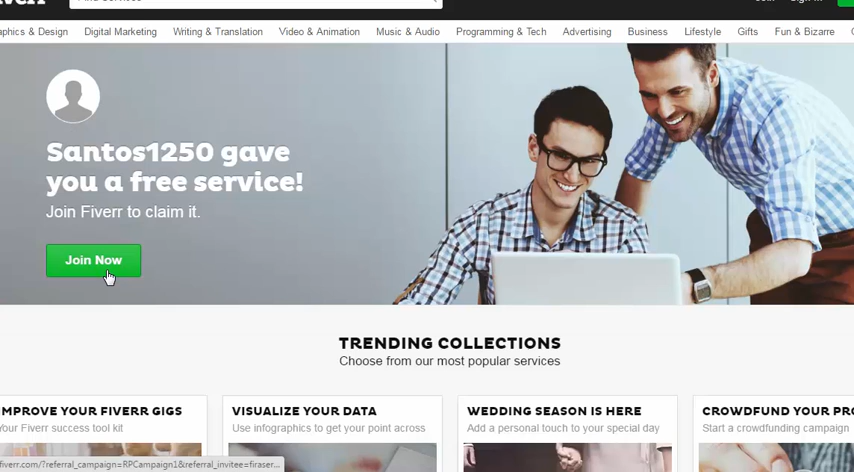 Graphics & Design Digital Marketing Writing & Translation Video & Animation Music & Audio Programming & Tech Advertising Business Lifestyle Gifts Fun & Bizarre
Santos1250 gave
you a free service!
Join Fiverr to claim it.
Join Now
TRENDING COLLECTIONS
Choose from our most popular services
IMPROVE YOUR FIVERR GIGS VISUALIZE YOUR DATA WEDDING SEASON IS HERE CROWDFUND YOUR PRO
Your Fiverr success tool kit Use infographics to get your point across Add a personal touch to your special day Start a crowdfunding campaign
fiverr.com/?referral_campaign=RPCampaign1&referral_invitee=firaser...